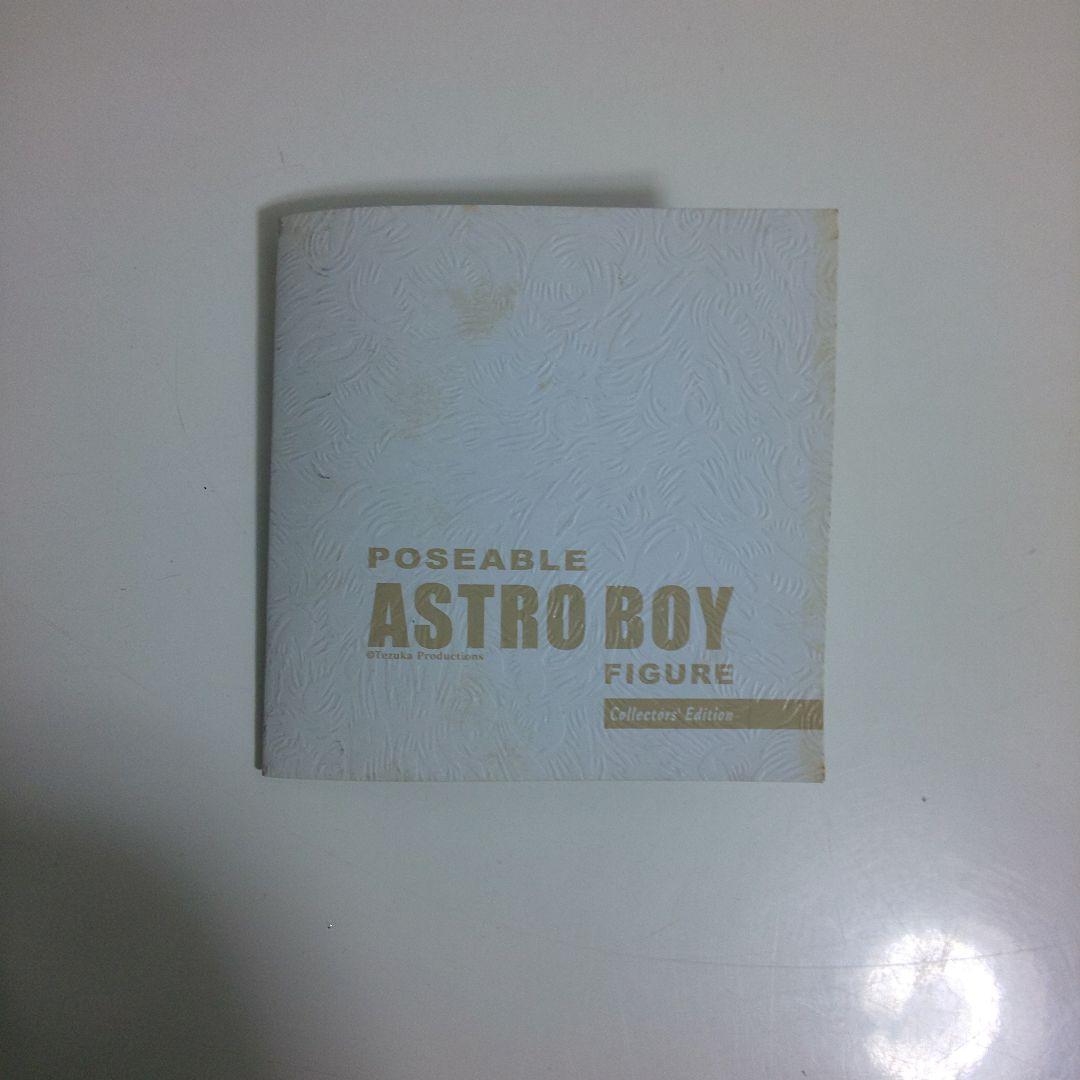 POSEABLE
ASTRO BOY
©Tezuka Productions
FIGURE
Collectors' Edition